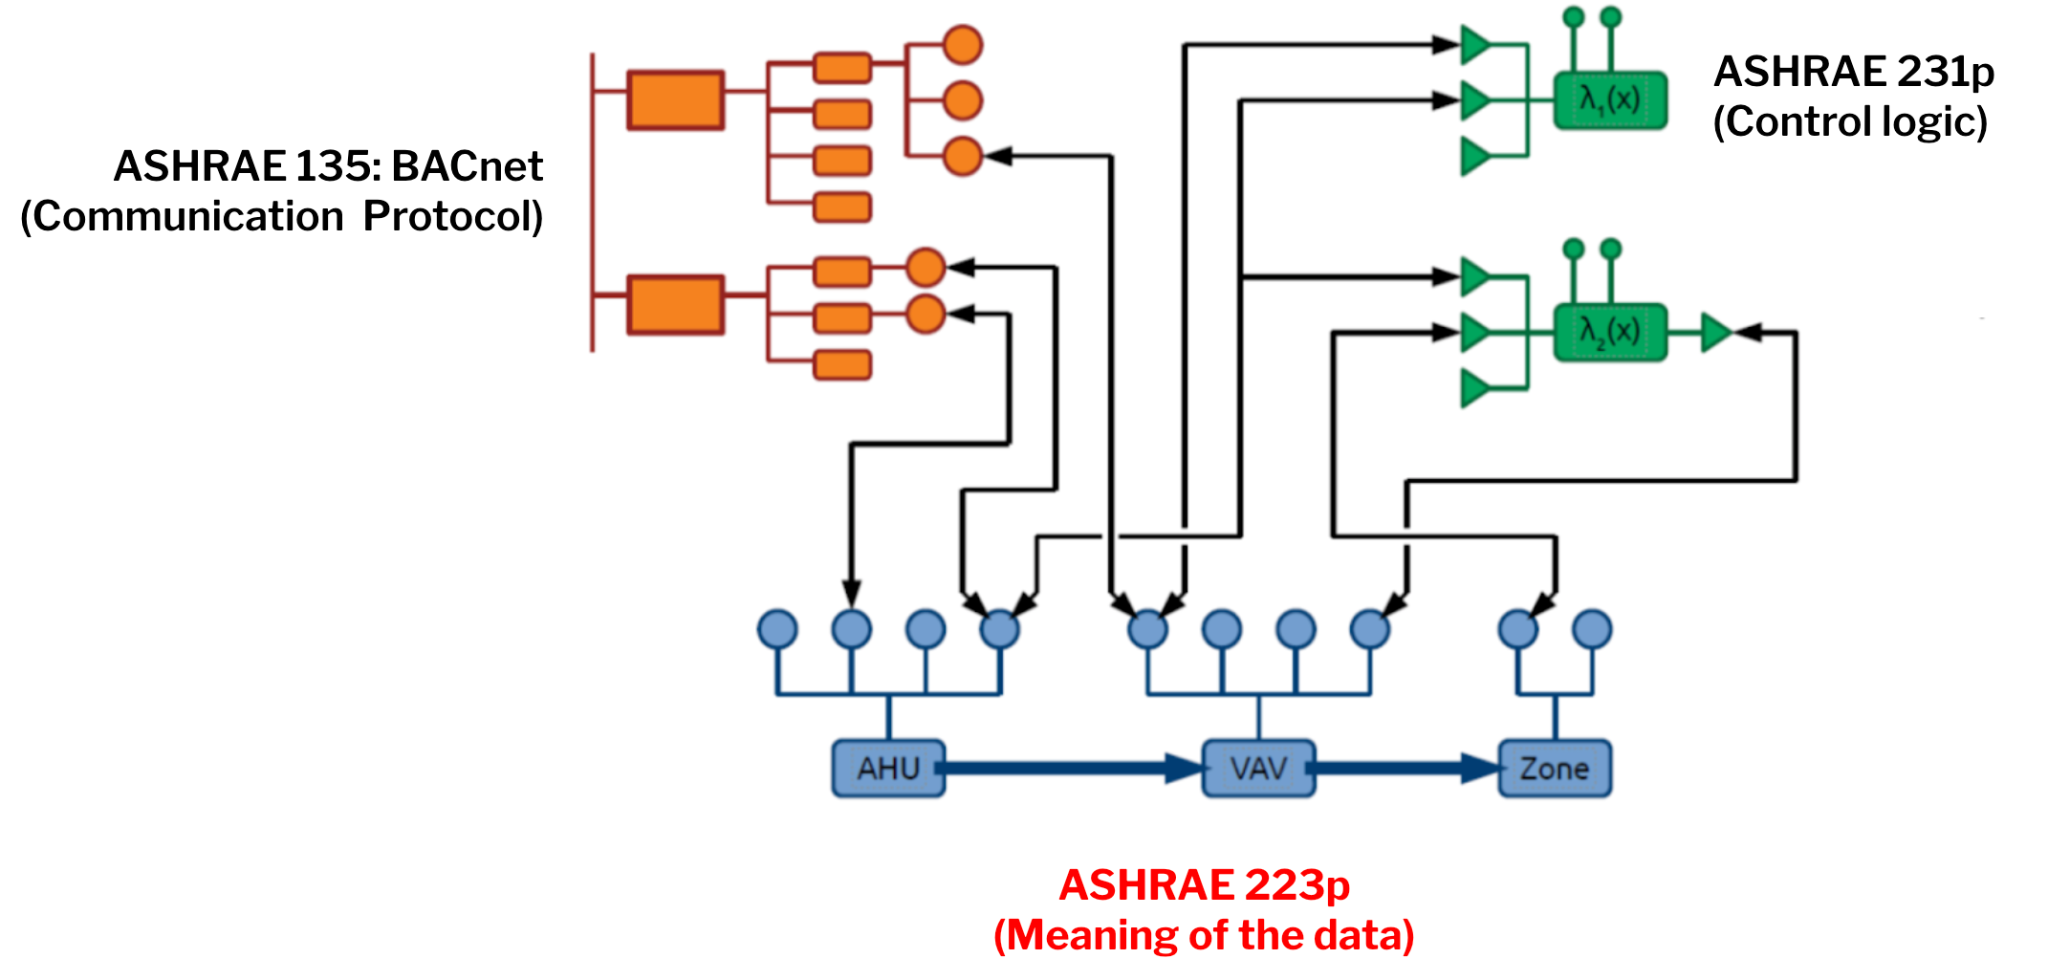 ASHRAE 135: BACnet
(Communication Protocol)
ASHRAE 231p
(Control logic)
λ₁(x)
λ₂(x)
AHU
VAV
Zone
ASHRAE 223p
(Meaning of the data)